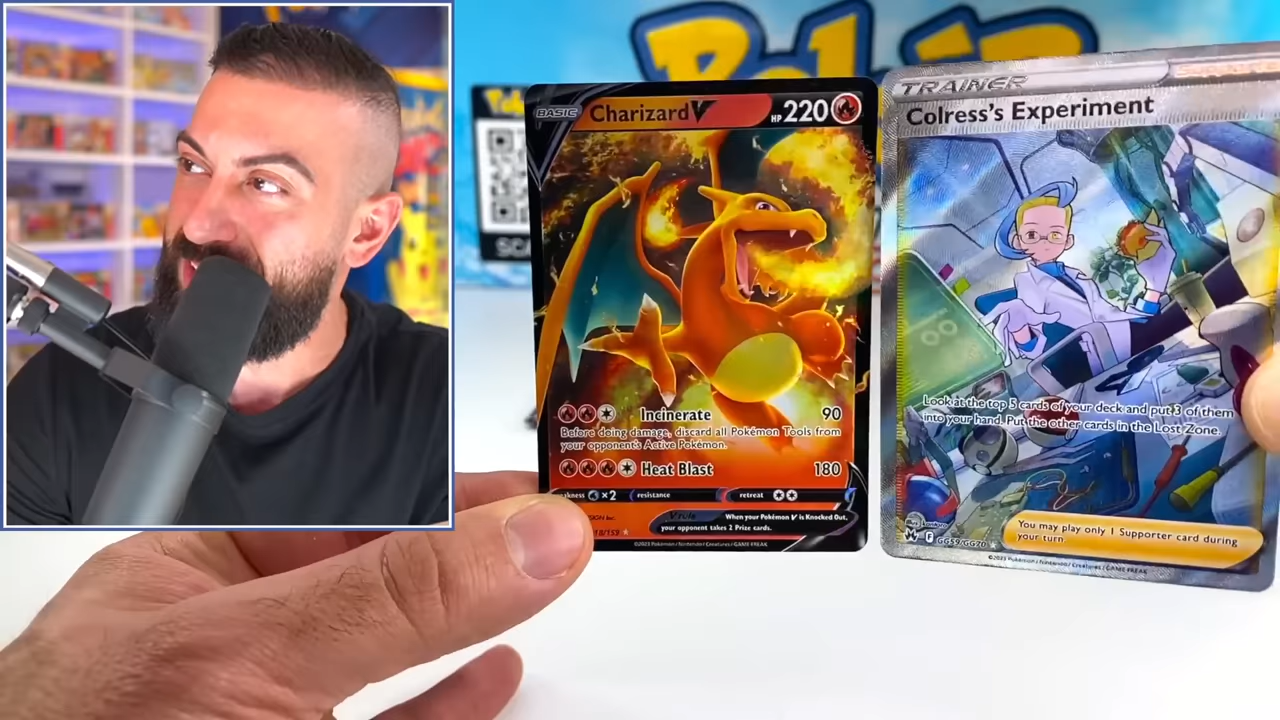 BASIC Charizard V HP 220
Incinerate 90
Before doing damage, discard all Pokémon Tools from
your opponent's Active Pokémon.
Heat Blast 180
weakness ×2 resistance retreat
V rule When your Pokémon V is Knocked Out,
your opponent takes 2 Prize cards.
©2023 Pokémon / Nintendo / Creatures / GAME FREAK
TRAINER Supporter
Colress's Experiment
Look at the top 5 cards of your deck and put 3 of them
into your hand. Put the other cards in the Lost Zone.
You may play only 1 Supporter card during
your turn.
F GG59/GG70
©2023 Pokémon / Nintendo / Creatures / GAME FREAK